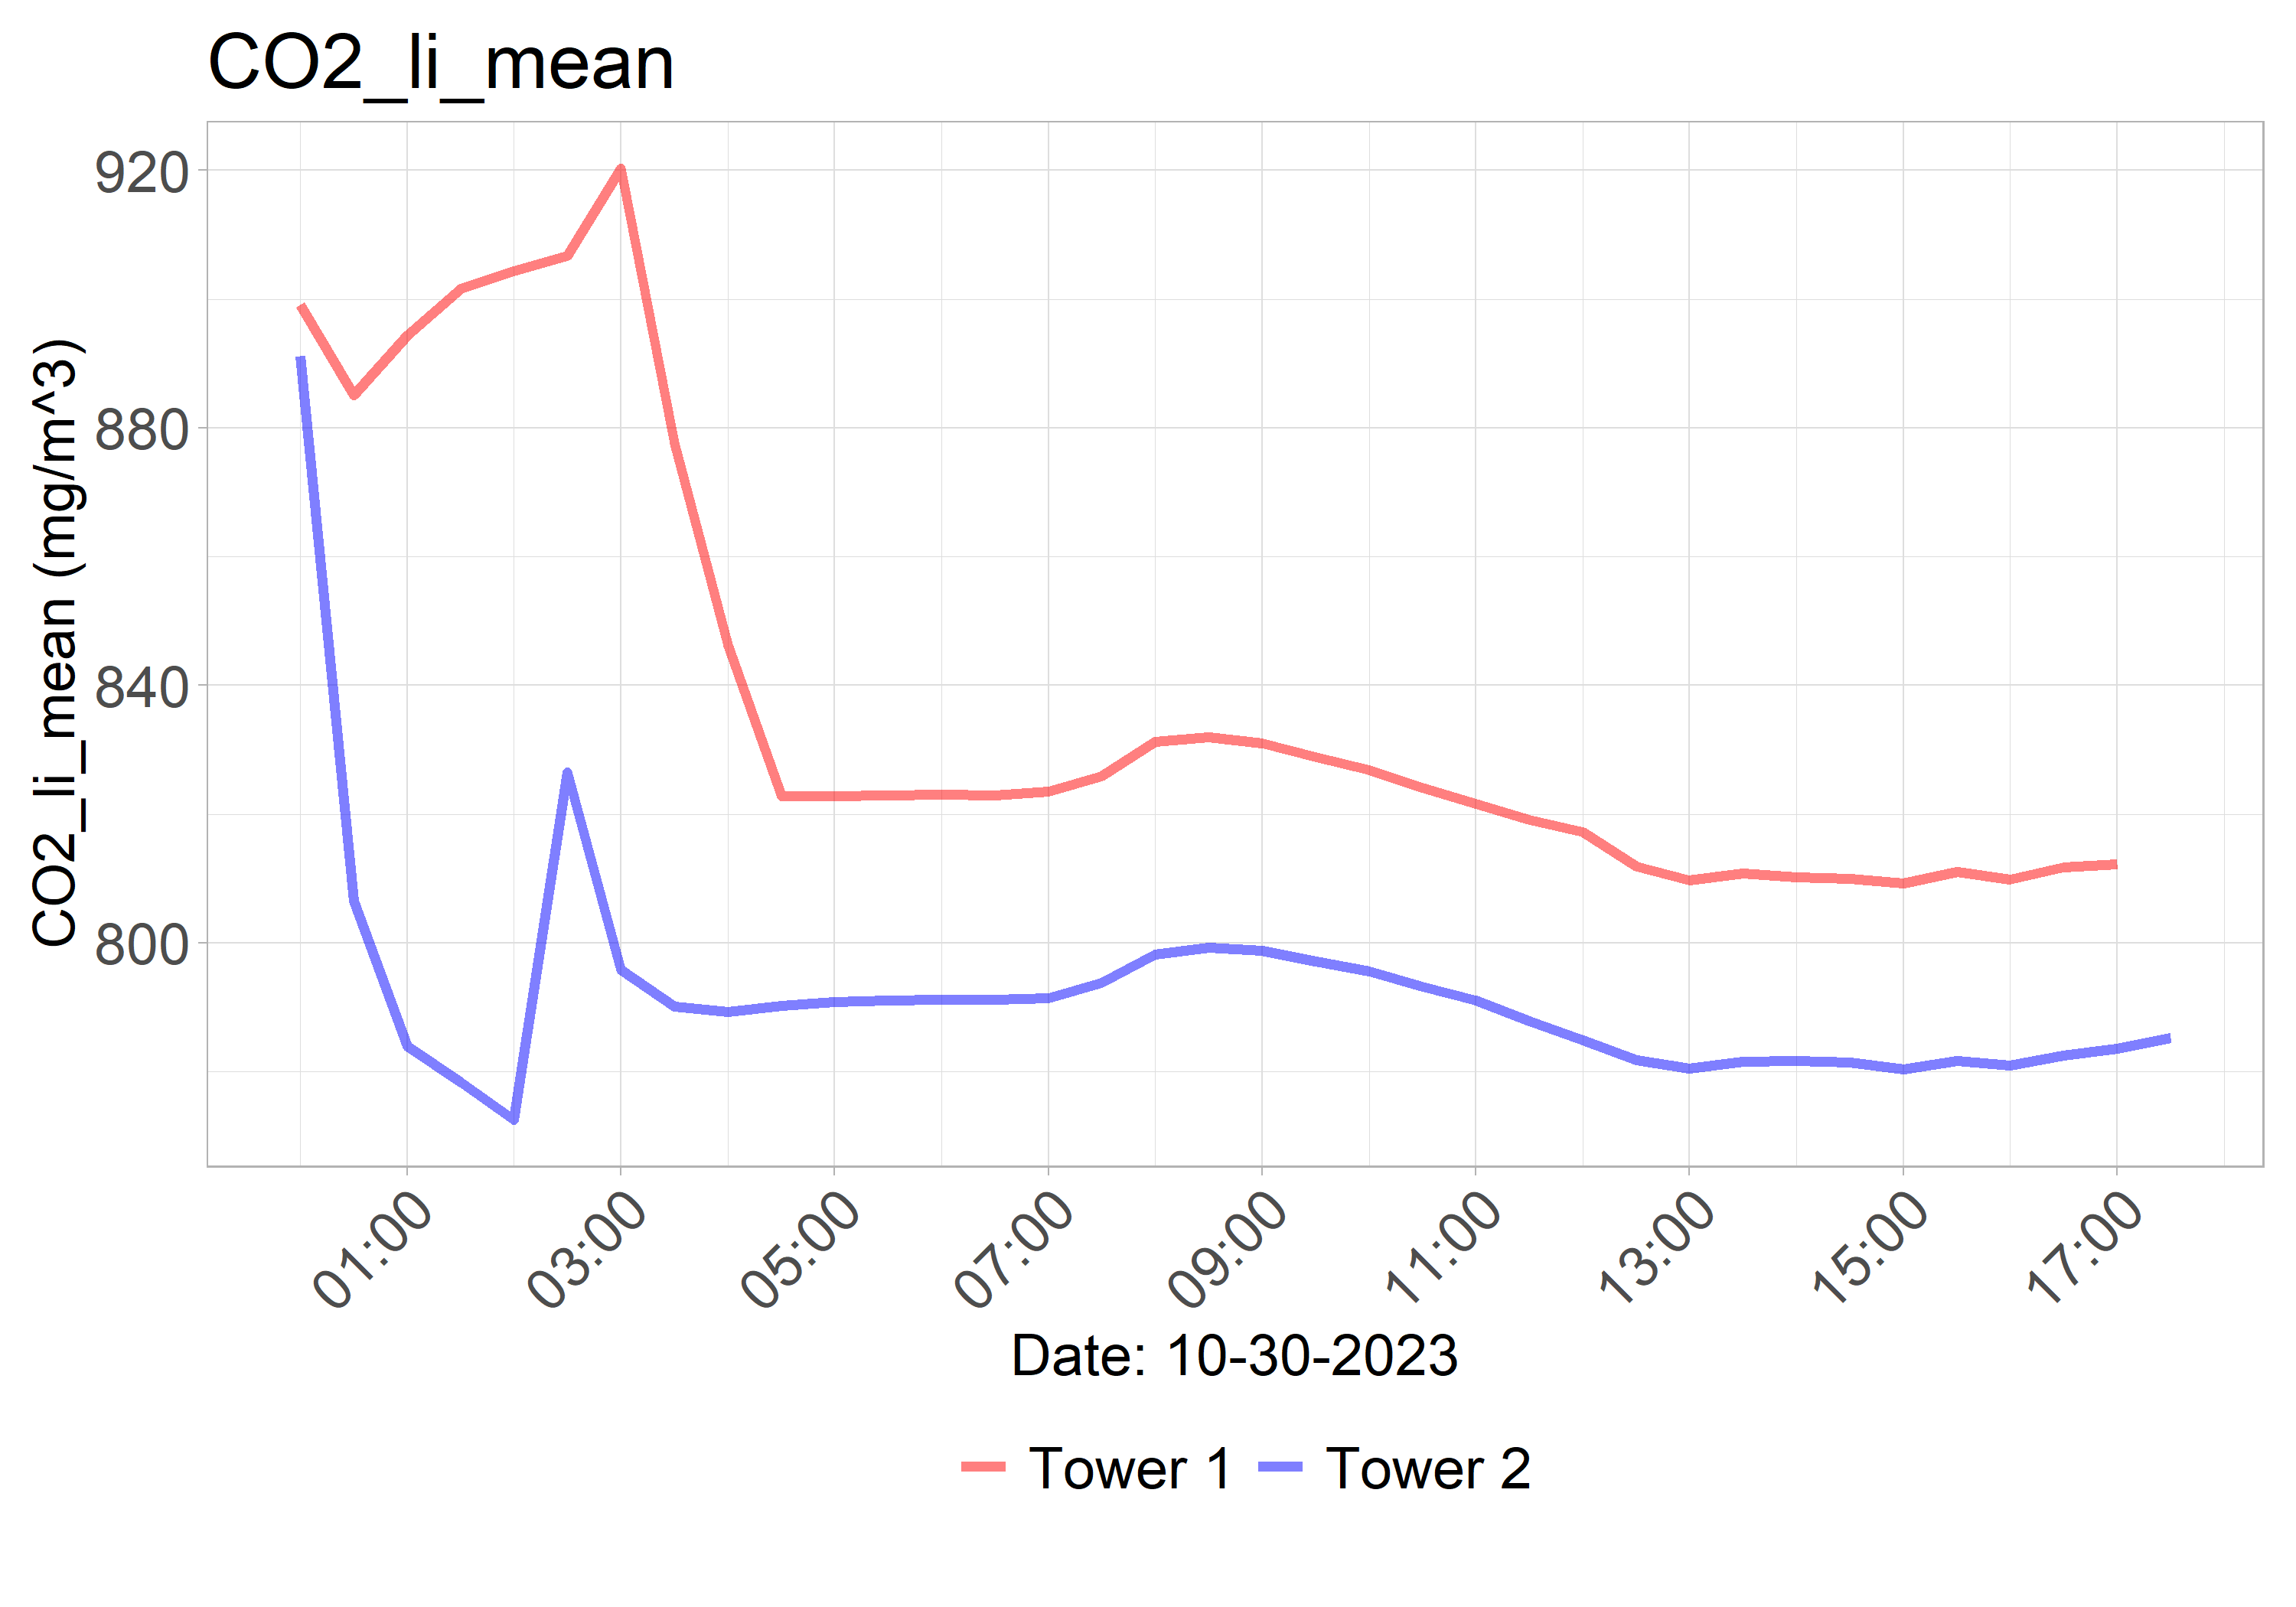 CO2_li_mean
CO2_li_mean (mg/m^3)
920
880
840
800
01:00 03:00 05:00 07:00 09:00 11:00 13:00 15:00 17:00
Date: 10-30-2023
Tower 1 Tower 2